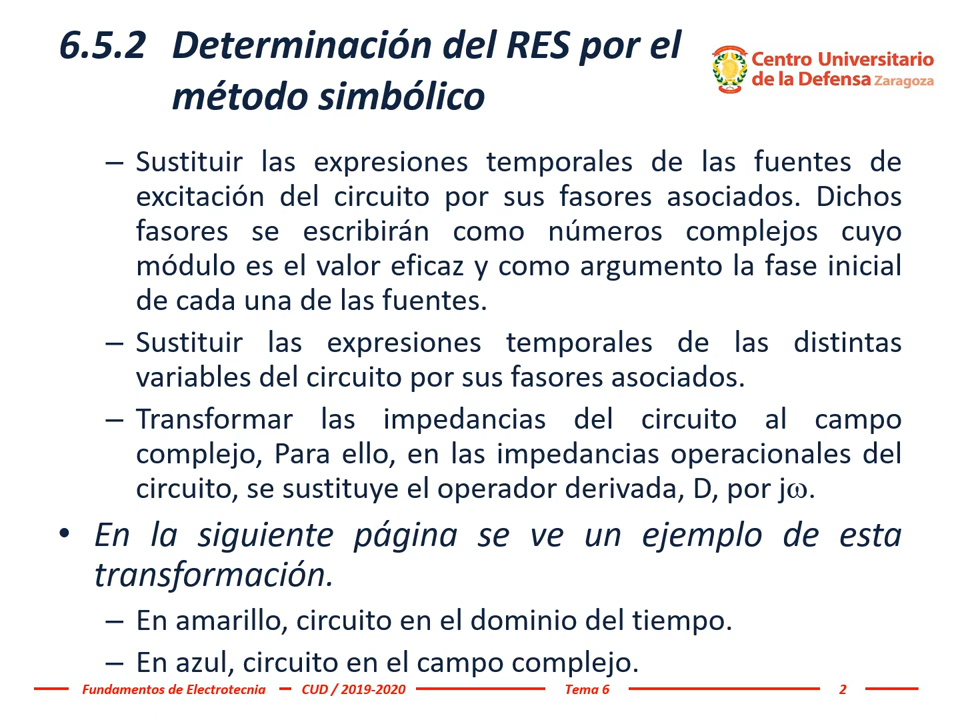 6.5.2 Determinación del RES por el
método simbólico
Centro Universitario
de la Defensa Zaragoza
– Sustituir las expresiones temporales de las fuentes de
excitación del circuito por sus fasores asociados. Dichos
fasores se escribirán como números complejos cuyo
módulo es el valor eficaz y como argumento la fase inicial
de cada una de las fuentes.
– Sustituir las expresiones temporales de las distintas
variables del circuito por sus fasores asociados.
– Transformar las impedancias del circuito al campo
complejo, Para ello, en las impedancias operacionales del
circuito, se sustituye el operador derivada, D, por jω.
• En la siguiente página se ve un ejemplo de esta
transformación.
– En amarillo, circuito en el dominio del tiempo.
– En azul, circuito en el campo complejo.
Fundamentos de Electrotecnia CUD / 2019-2020 Tema 6 2